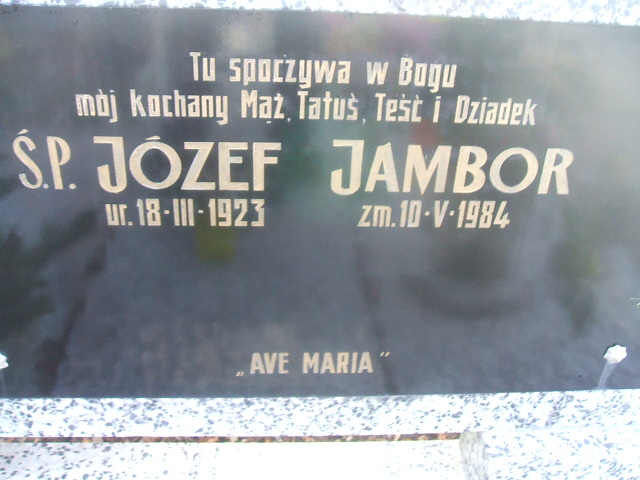 Tu spoczywa w Bogu
mój kochany Mąż, Tatuś, Teść i Dziadek
Ś.P. JÓZEF JAMBOR
ur. 18-III-1923 zm. 10-V-1984
„AVE MARIA”